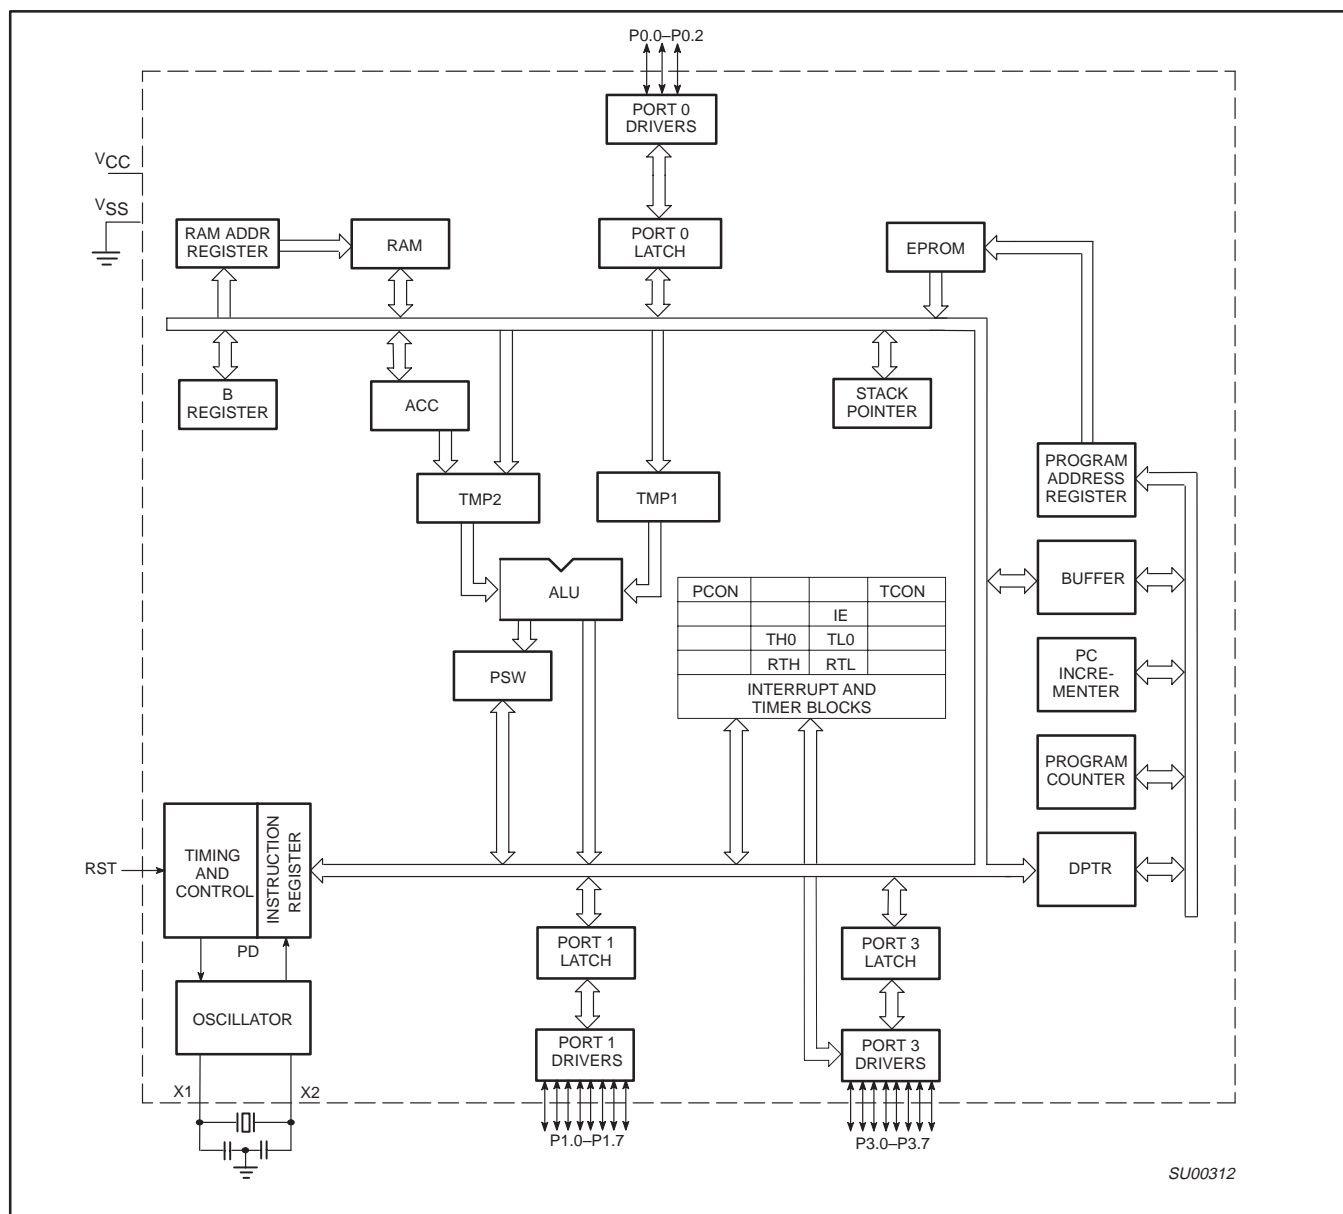 P0.0–P0.2
PORT 0
DRIVERS
VCC
VSS
RAM ADDR
REGISTER
RAM
PORT 0
LATCH
EPROM
B
REGISTER
ACC
STACK
POINTER
TMP2
TMP1
PROGRAM
ADDRESS
REGISTER
ALU
BUFFER
PCON TCON
IE
TH0 TL0
RTH RTL
INTERRUPT AND
TIMER BLOCKS
PSW
PC
INCRE-
MENTER
PROGRAM
COUNTER
RST
TIMING
AND
CONTROL
INSTRUCTION
REGISTER
DPTR
PD
OSCILLATOR
PORT 1
LATCH
PORT 3
LATCH
PORT 1
DRIVERS
PORT 3
DRIVERS
X1
X2
P1.0–P1.7
P3.0–P3.7
SU00312